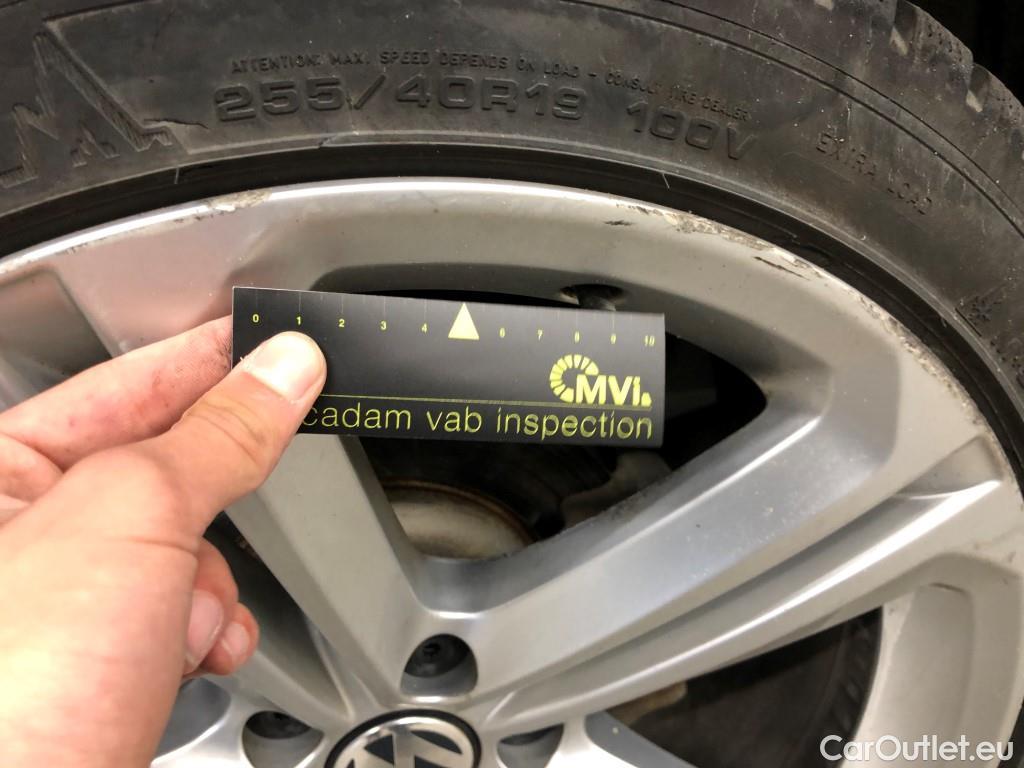 ATTENTION: MAX. SPEED DEPENDS ON LOAD - CONSULT TIRE DEALER
255/40R19 100V
EXTRA LOAD
0 1 2 3 4 6 7 8 9 10
MVi.
cadam vab inspection
CarOutlet.eu